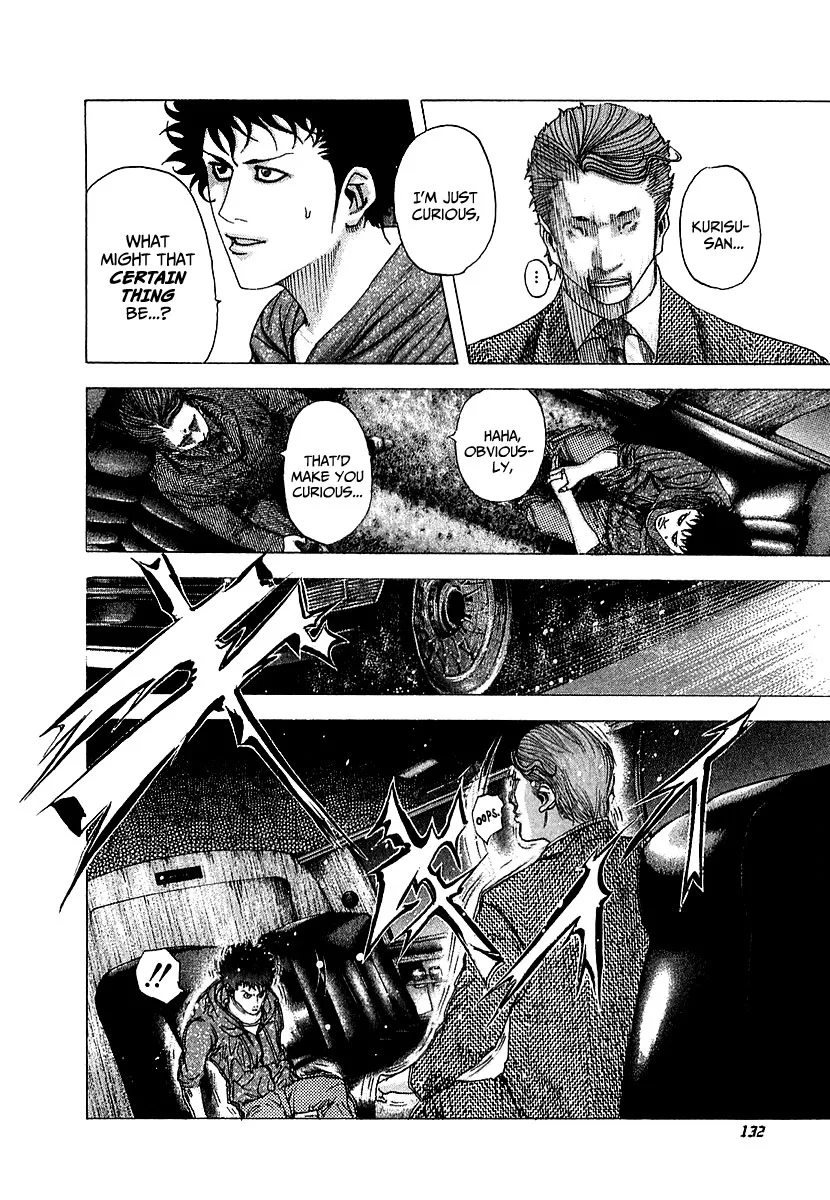 KURISU-
SAN...
...
I'M JUST
CURIOUS,
WHAT
MIGHT THAT
CERTAIN
THING
BE...?
HAHA,
OBVIOUS-
LY,
THAT'D
MAKE YOU
CURIOUS...
OOPS.
!!
132